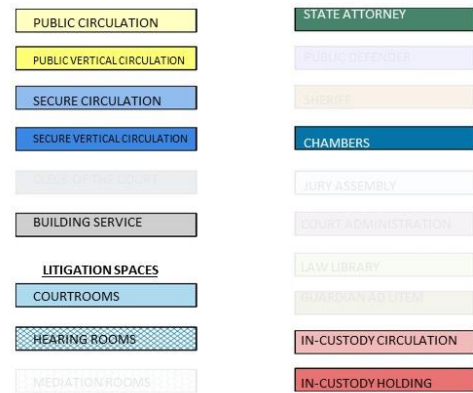 PUBLIC CIRCULATION
PUBLIC VERTICAL CIRCULATION
SECURE CIRCULATION
SECURE VERTICAL CIRCULATION
CLECK OF THE COURT
BUILDING SERVICE
LITIGATION SPACES
COURTROOMS
HEARING ROOMS
MEDIATION ROOMS
STATE ATTORNEY
PUBLIC DEFENDER
SHERIFF
CHAMBERS
JURY ASSEMBLY
COURT ADMINISTRATION
LAW LIBRARY
GUARDIAN AD LITEM
IN-CUSTODY CIRCULATION
IN-CUSTODY HOLDING